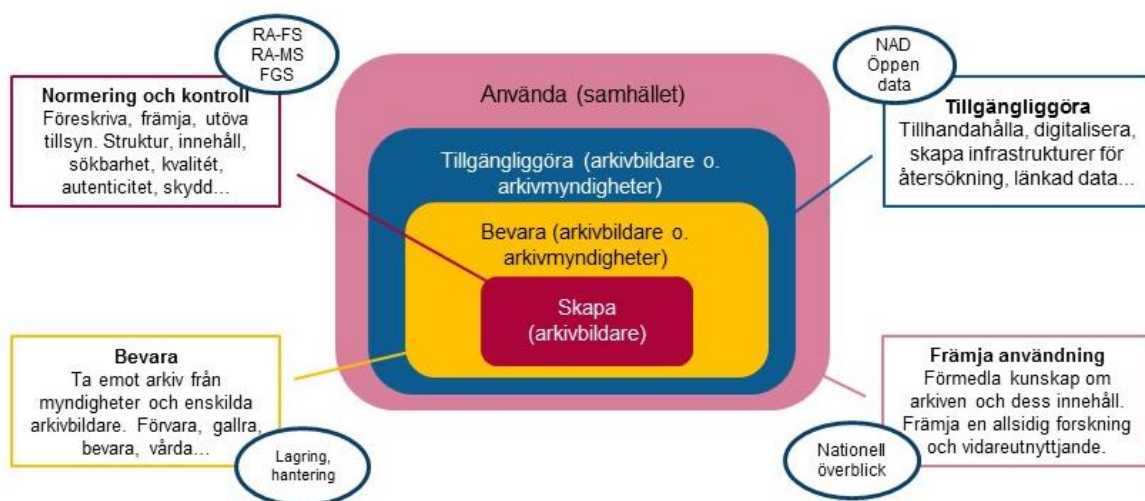 RA-FS
RA-MS
FGS
Normering och kontroll
Föreskriva, främja, utöva
tillsyn. Struktur, innehåll,
sökbarhet, kvalitét,
autenticitet, skydd…
NAD
Öppen
data
Tillgängliggöra
Tillhandahålla, digitalisera,
skapa infrastrukturer för
återsökning, länkad data…
Använda (samhället)
Tillgängliggöra (arkivbildare o.
arkivmyndigheter)
Bevara (arkivbildare o.
arkivmyndigheter)
Skapa
(arkivbildare)
Bevara
Ta emot arkiv från
myndigheter och enskilda
arkivbildare. Förvara, gallra,
bevara, vårda…
Lagring,
hantering
Främja användning
Förmedla kunskap om
arkiven och dess innehåll.
Främja en allsidig forskning
och vidareutnyttjande.
Nationell
överblick